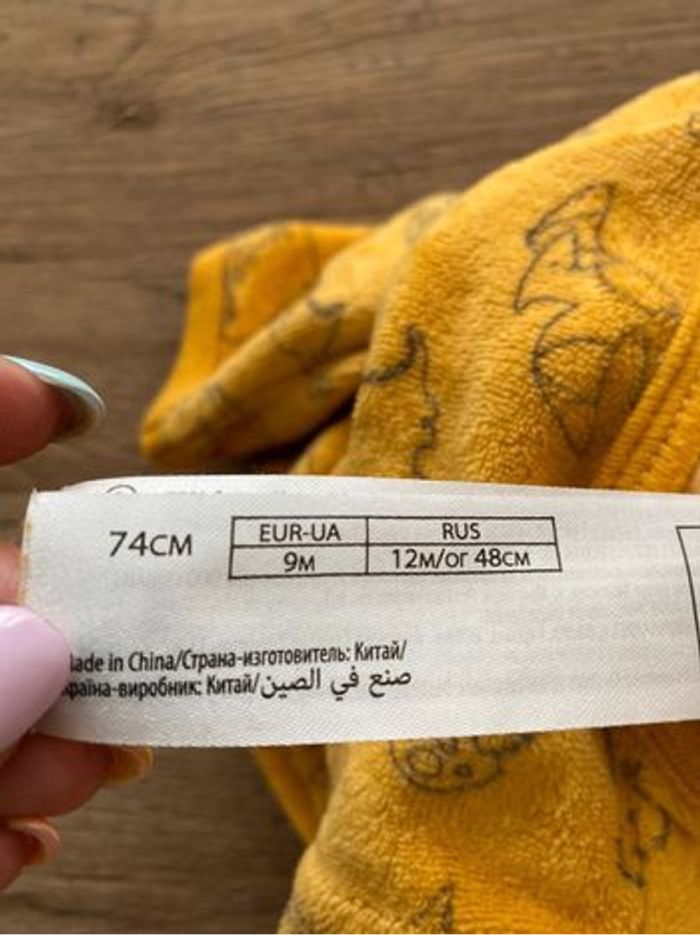 74CM
EUR-UA RUS
9M 12M/ОГ 48СМ
ade in China/Страна-изготовитель: Китай/
раїна-виробник: Китай/صنع في الصين